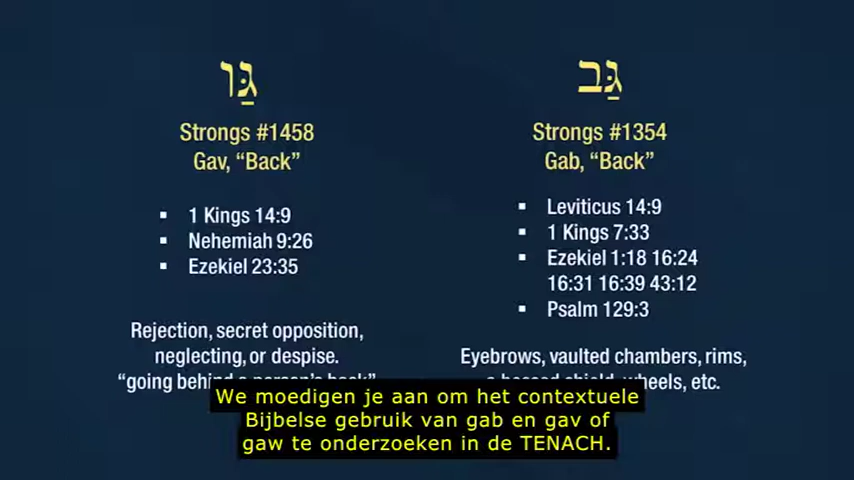 גַּו
Strongs #1458
Gav, “Back”
▪ 1 Kings 14:9
▪ Nehemiah 9:26
▪ Ezekiel 23:35
Rejection, secret opposition,
neglecting, or despise.
“going behind a person’s back”
גַּב
Strongs #1354
Gab, “Back”
▪ Leviticus 14:9
▪ 1 Kings 7:33
▪ Ezekiel 1:18 16:24
16:31 16:39 43:12
▪ Psalm 129:3
Eyebrows, vaulted chambers, rims,
wheels, etc.
We moedigen je aan om het contextuele
Bijbelse gebruik van gab en gav of
gaw te onderzoeken in de TENACH.